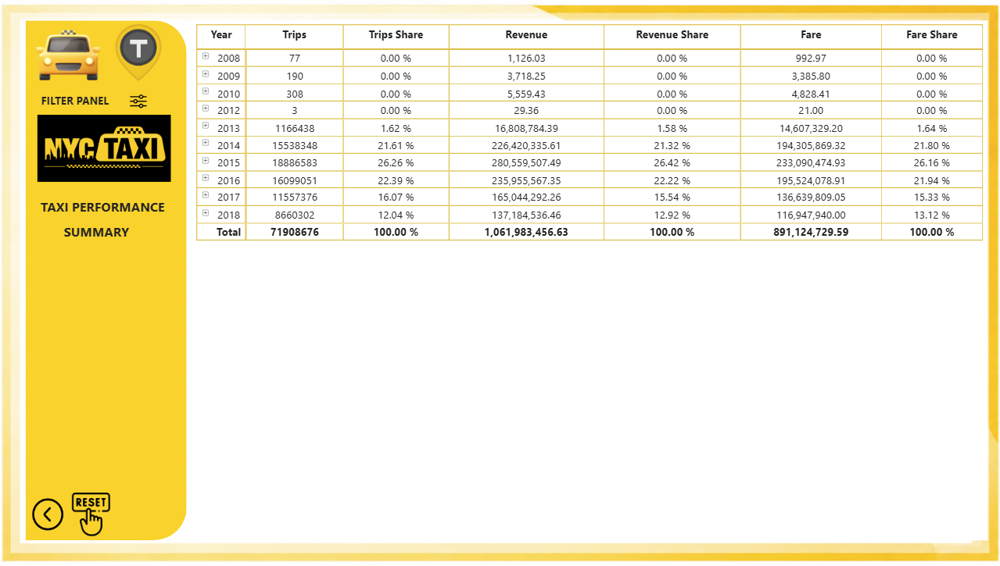 T
FILTER PANEL
NYC TAXI
TAXI PERFORMANCE
SUMMARY
RESET
Year Trips Trips Share Revenue Revenue Share Fare Fare Share
2008 77 0.00 % 1,126.03 0.00 % 992.97 0.00 %
2009 190 0.00 % 3,718.25 0.00 % 3,385.80 0.00 %
2010 308 0.00 % 5,559.43 0.00 % 4,828.41 0.00 %
2012 3 0.00 % 29.36 0.00 % 21.00 0.00 %
2013 1166438 1.62 % 16,808,784.39 1.58 % 14,607,329.20 1.64 %
2014 15538348 21.61 % 226,420,335.61 21.32 % 194,305,869.32 21.80 %
2015 18886583 26.26 % 280,559,507.49 26.42 % 233,090,474.93 26.16 %
2016 16099051 22.39 % 235,955,567.35 22.22 % 195,524,078.91 21.94 %
2017 11557376 16.07 % 165,044,292.26 15.54 % 136,639,809.05 15.33 %
2018 8660302 12.04 % 137,184,536.46 12.92 % 116,947,940.00 13.12 %
Total 71908676 100.00 % 1,061,983,456.63 100.00 % 891,124,729.59 100.00 %